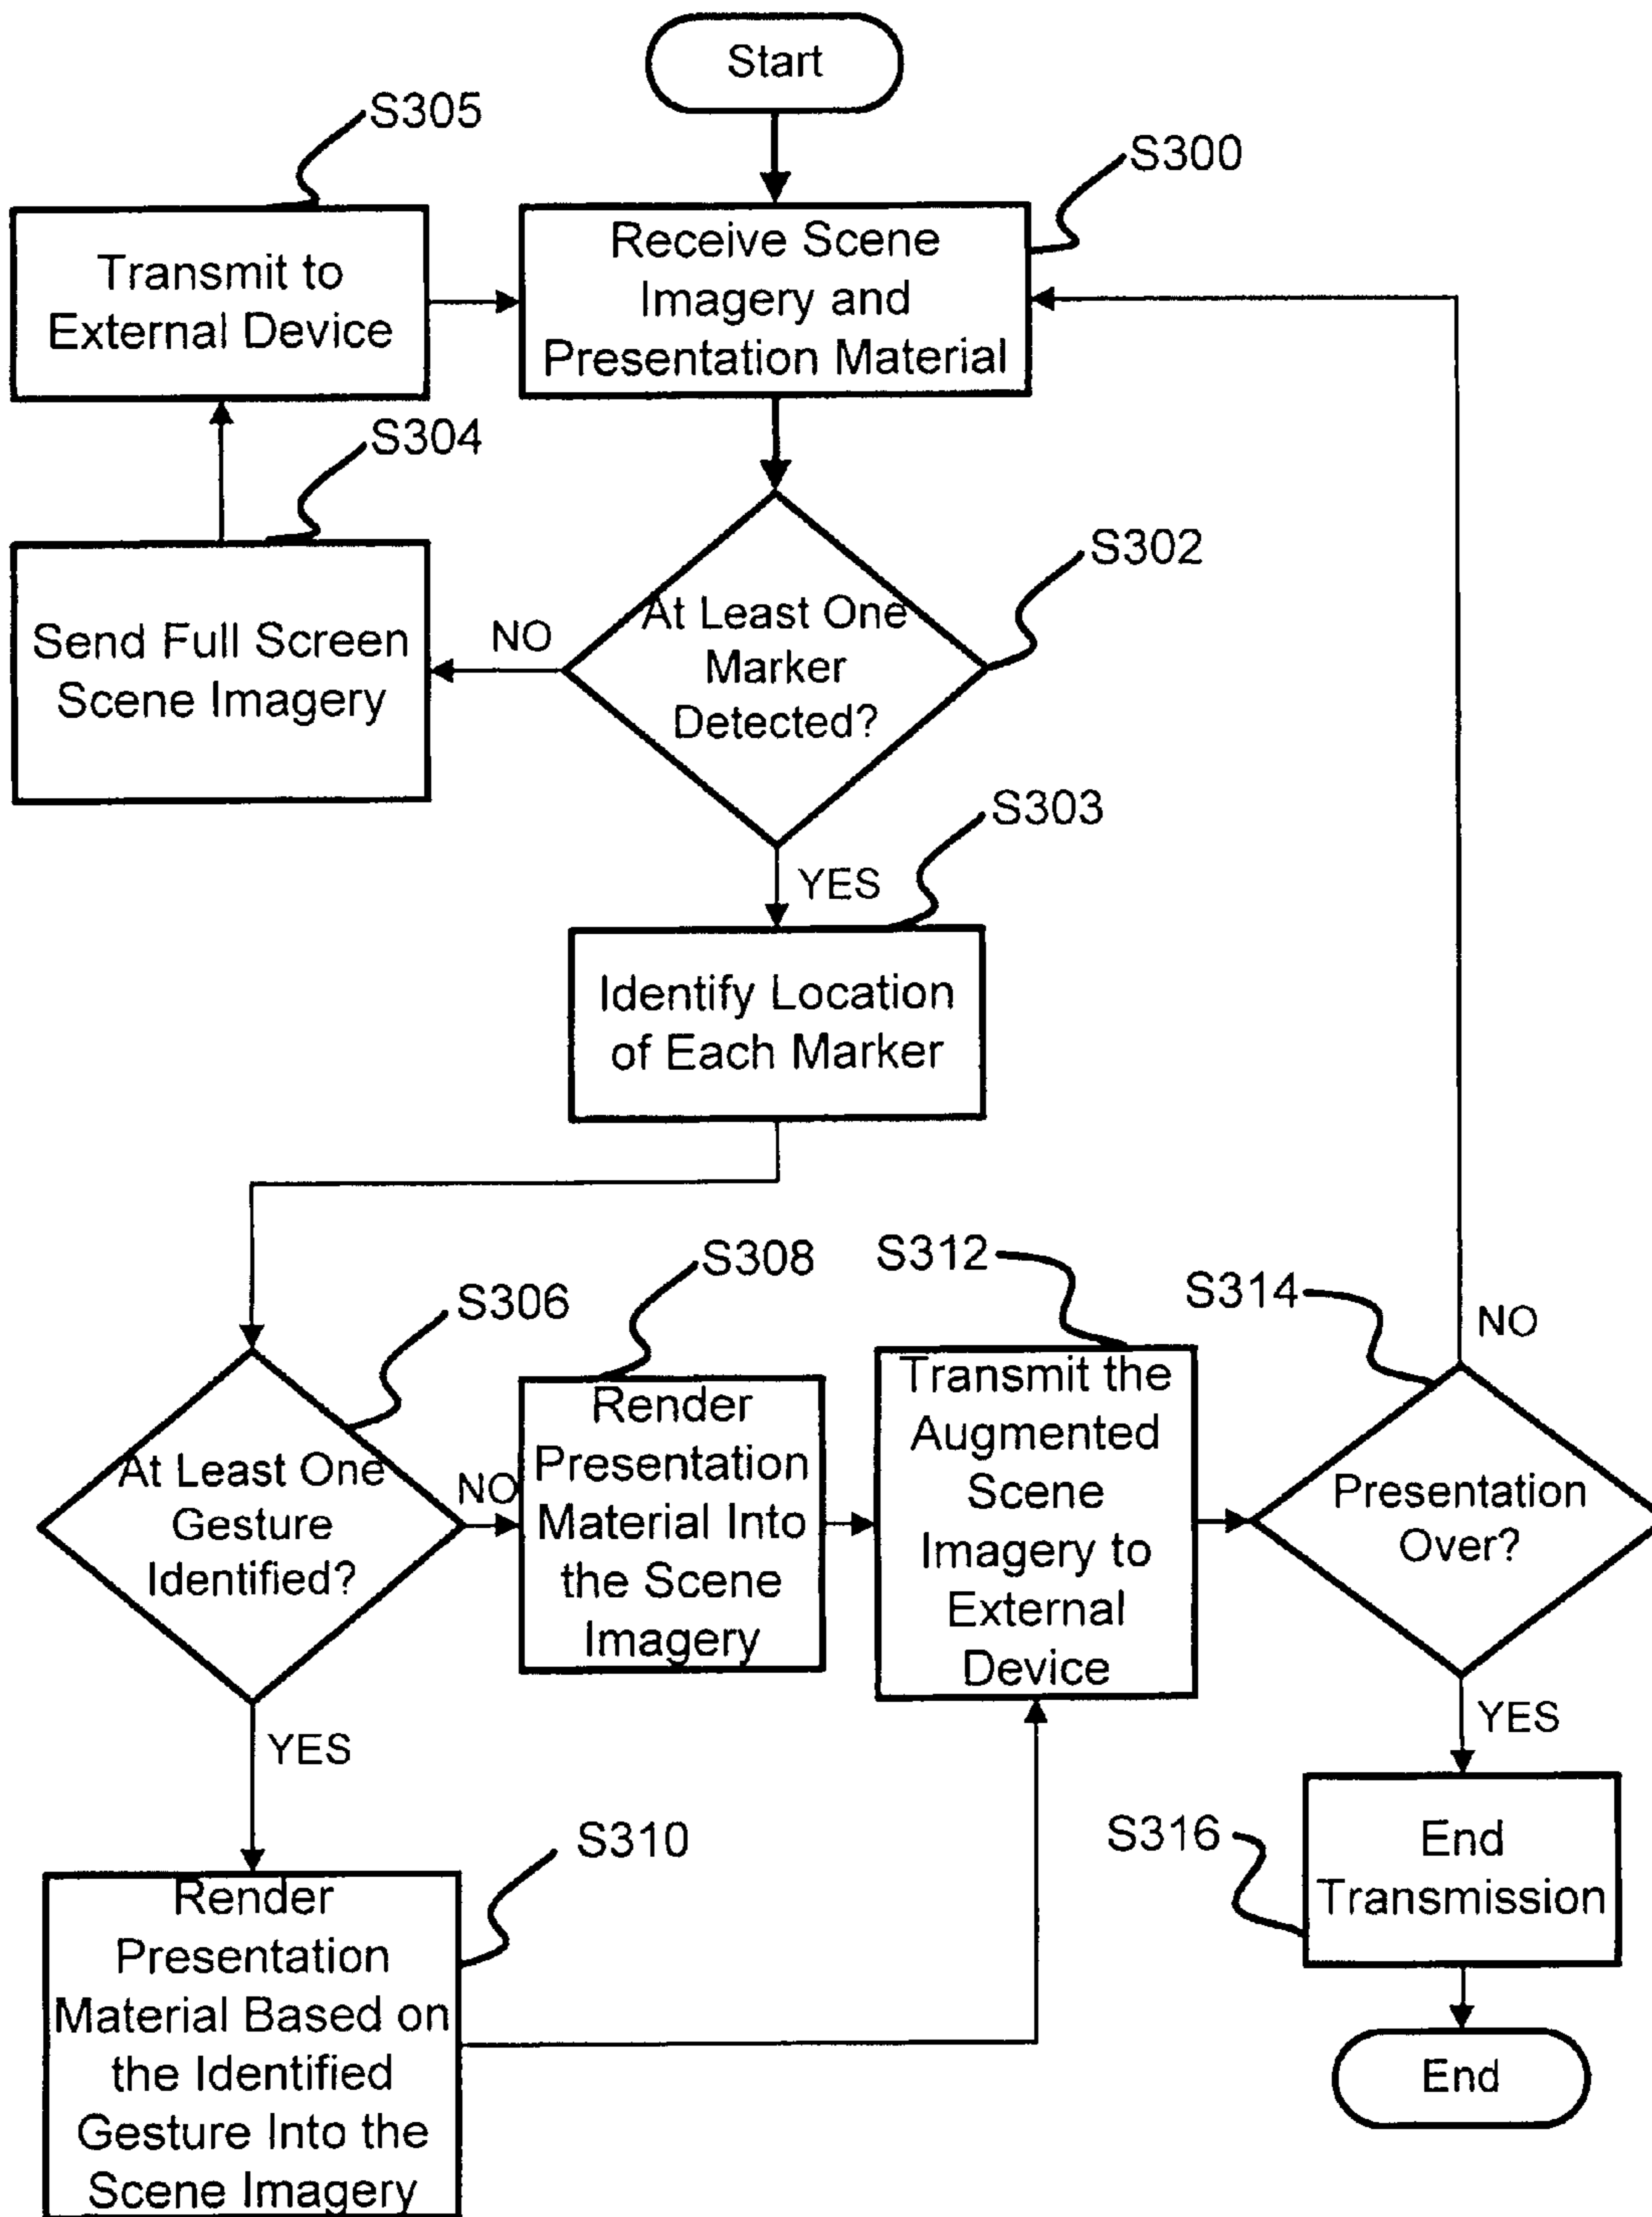 Start
S305
S300
Transmit to
External Device
Receive Scene
Imagery and
Presentation Material
S304
S302
Send Full Screen
Scene Imagery
NO
At Least One
Marker
Detected?
S303
YES
Identify Location
of Each Marker
S308
S312
S314
S306
NO
At Least One
Gesture
Identified?
NO
Render
Presentation
Material Into
the Scene
Imagery
Transmit the
Augmented
Scene
Imagery to
External
Device
Presentation
Over?
YES
YES
S310
S316
End
Transmission
Render
Presentation
Material Based on
the Identified
Gesture Into the
Scene Imagery
End